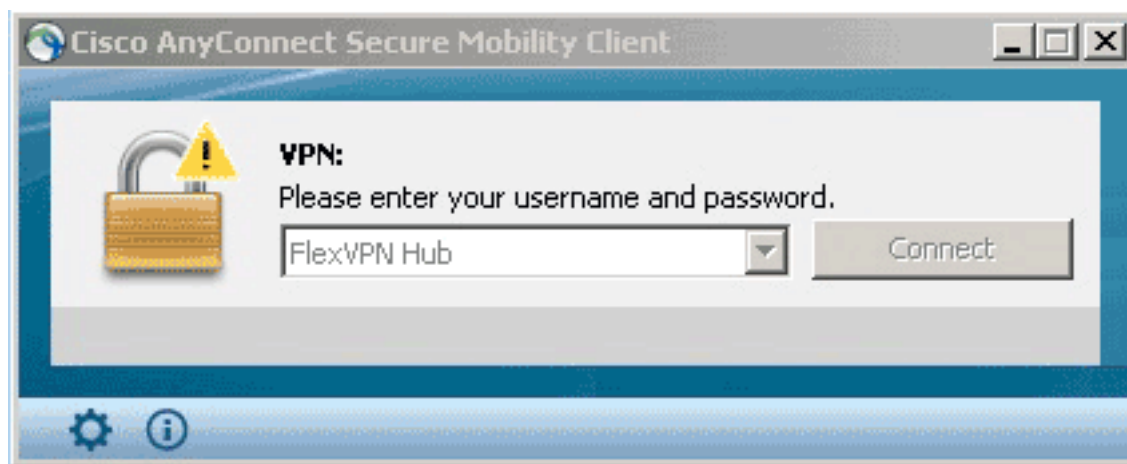 Cisco AnyConnect Secure Mobility Client
VPN:
Please enter your username and password.
FlexVPN Hub
Connect